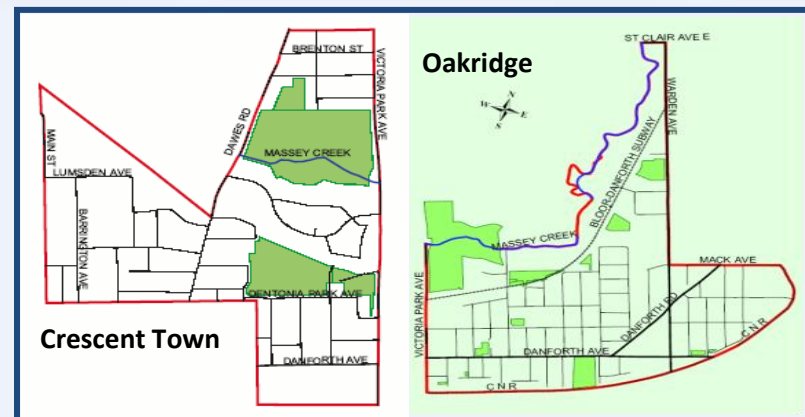 BRENTON ST
VICTORIA PARK AVE
DAWES RD
MASSEY CREEK
MAIN ST
LUMSDEN AVE
BARRINGTON AVE
DENTONIA PARK AVE
Crescent Town
DANFORTH AVE
ST CLAIR AVE E
Oakridge
N
W
E
S
WARDEN AVE
BLOOR-DANFORTH SUBWAY
MASSEY CREEK
MACK AVE
VICTORIA PARK AVE
DANFORTH RD
C N R
DANFORTH AVE
C N R